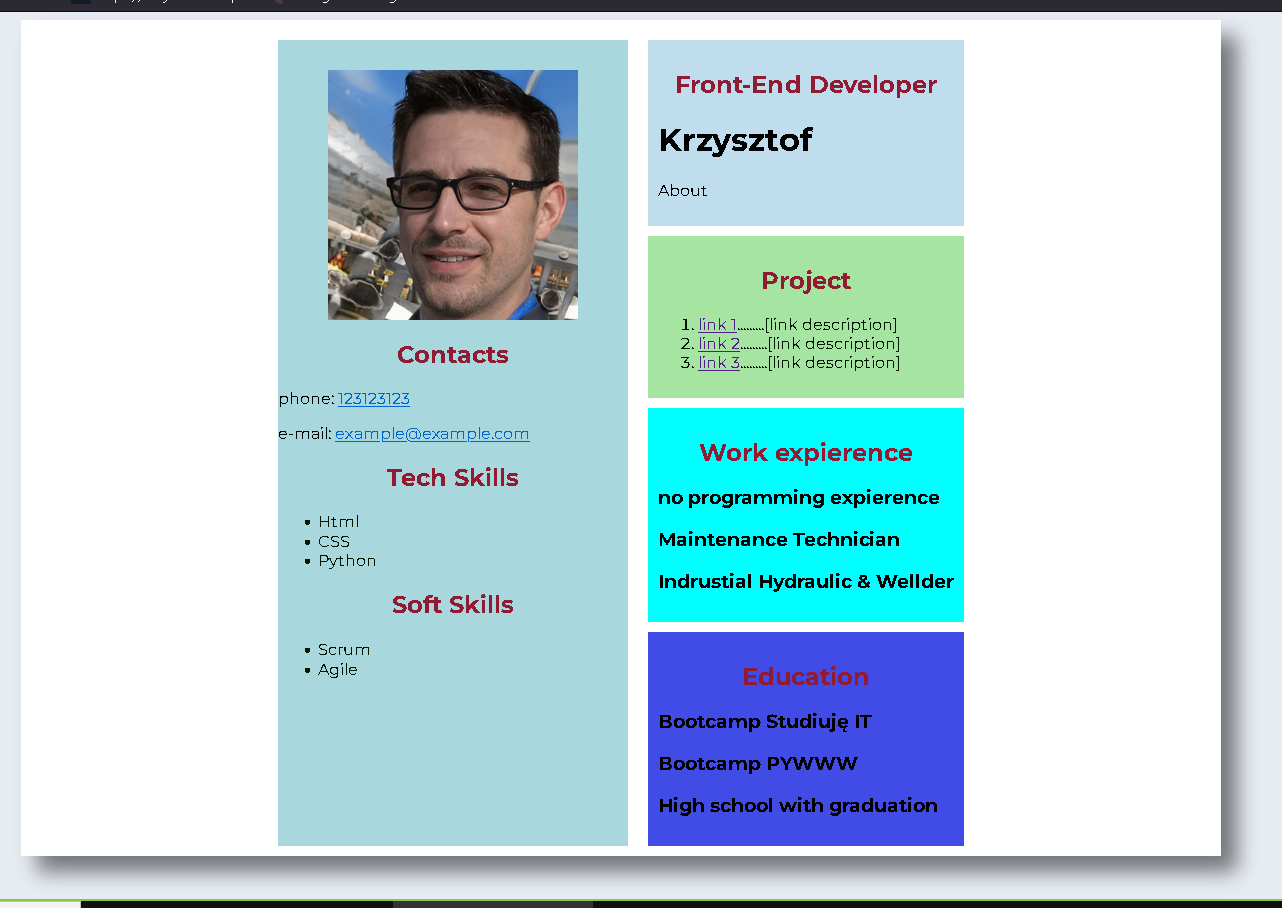 Contacts
phone: 123123123
e-mail: example@example.com
Tech Skills
Html
CSS
Python
Soft Skills
Scrum
Agile
Front-End Developer
Krzysztof
About
Project
1. link 1.........[link description]
2. link 2.........[link description]
3. link 3.........[link description]
Work expierence
no programming expierence
Maintenance Technician
Indrustial Hydraulic & Wellder
Education
Bootcamp Studiuję IT
Bootcamp PYWWW
High school with graduation